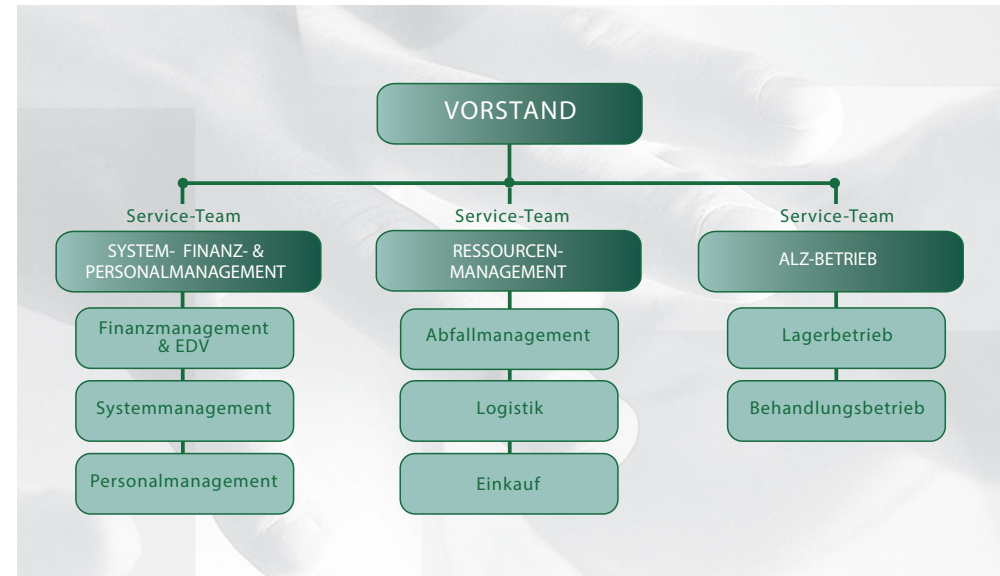 VORSTAND
Service-Team
SYSTEM- FINANZ- &
PERSONALMANAGEMENT
Finanzmanagement
& EDV
Systemmanagement
Personalmanagement
Service-Team
RESSOURCEN-
MANAGEMENT
Abfallmanagement
Logistik
Einkauf
Service-Team
ALZ-BETRIEB
Lagerbetrieb
Behandlungsbetrieb